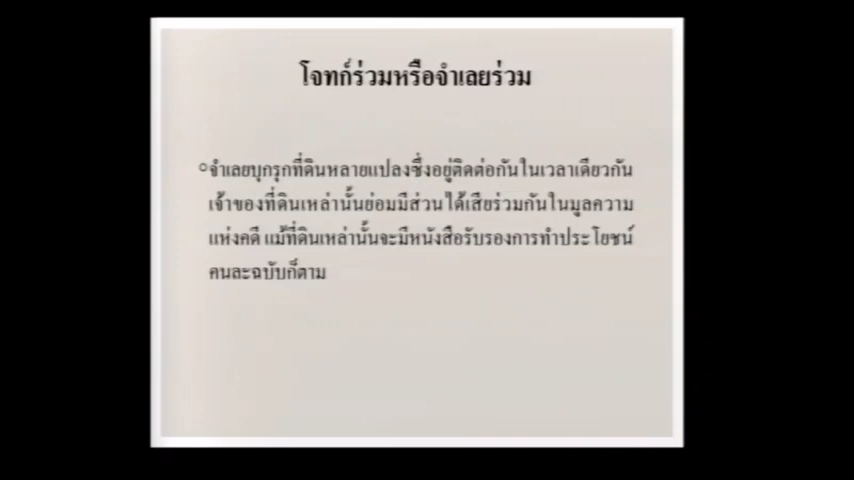 โจทก์ร่วมหรือจำเลยร่วม
○จำเลยบุกรุกที่ดินหลายแปลงซึ่งอยู่ติดต่อกันในเวลาเดียวกัน
เจ้าของที่ดินเหล่านั้นย่อมมีส่วนได้เสียร่วมกันในมูลความ
แห่งคดี แม้ที่ดินเหล่านั้นจะมีหนังสือรับรองการทำประโยชน์
คนละฉบับก็ตาม